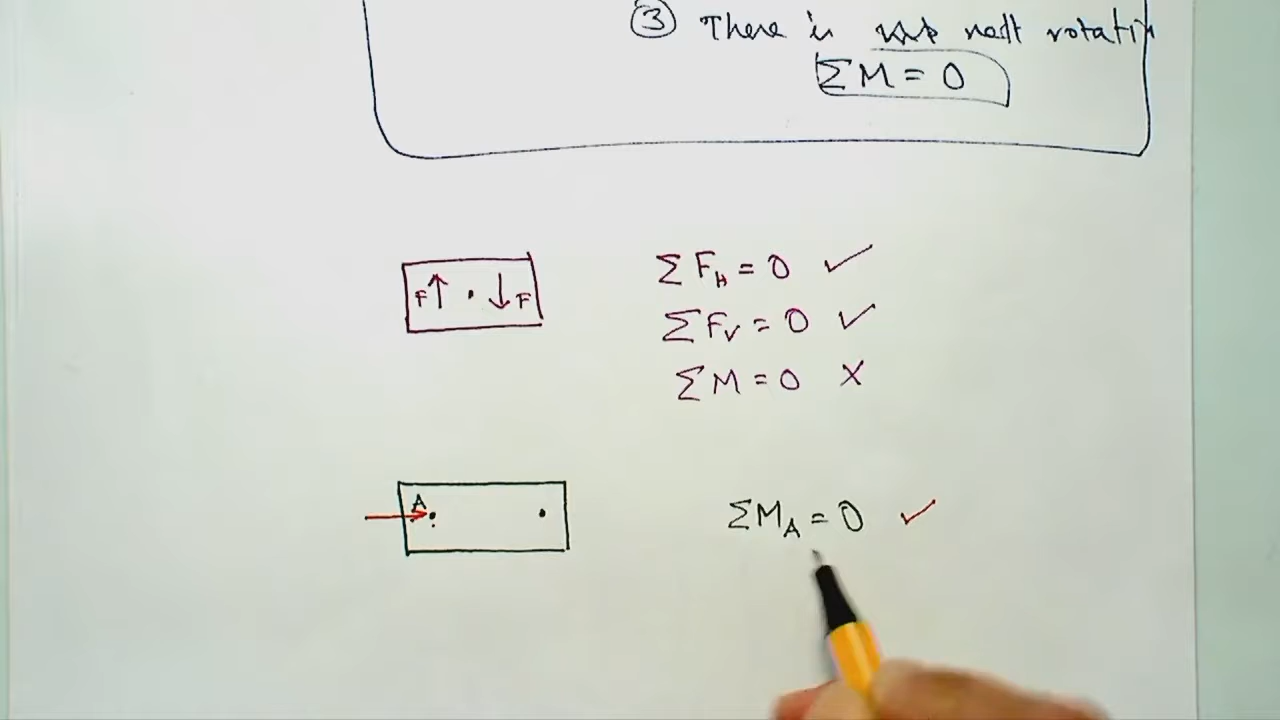 ③ There is net rotation
ΣM = 0
F↑ . ↓F
ΣF_H = 0 ✓
ΣF_V = 0 ✓
ΣM = 0 X
A
ΣM_A = 0 ✓